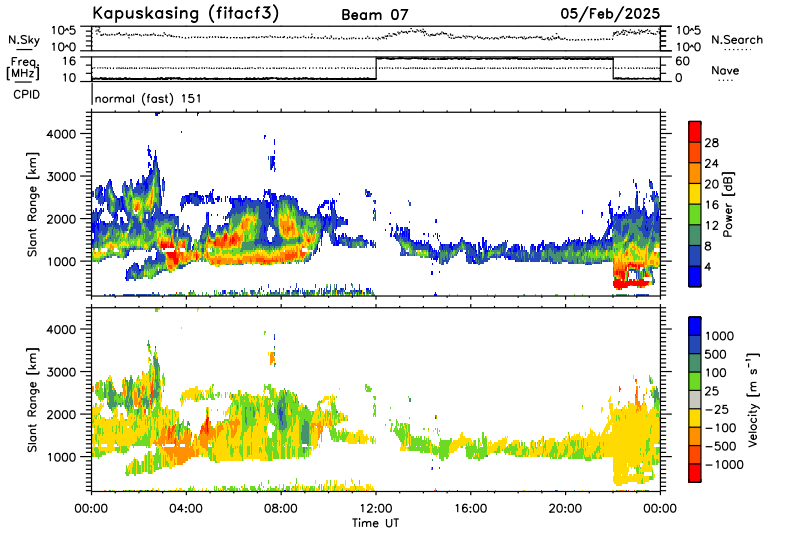 Kapuskasing (fitacf3) Beam 07 05/Feb/2025
N.Sky 10^5 10^0 10^5 10^0 N.Search
Freq. [MHz] 16 10 60 0 Nave
CPID normal (fast) 151
Slant Range [km] 4000 3000 2000 1000
Power [dB] 28 24 20 16 12 8 4
Slant Range [km] 4000 3000 2000 1000
Velocity [m s⁻¹] 1000 500 100 25 −25 −100 −500 −1000
00:00 04:00 08:00 12:00 16:00 20:00 00:00
Time UT